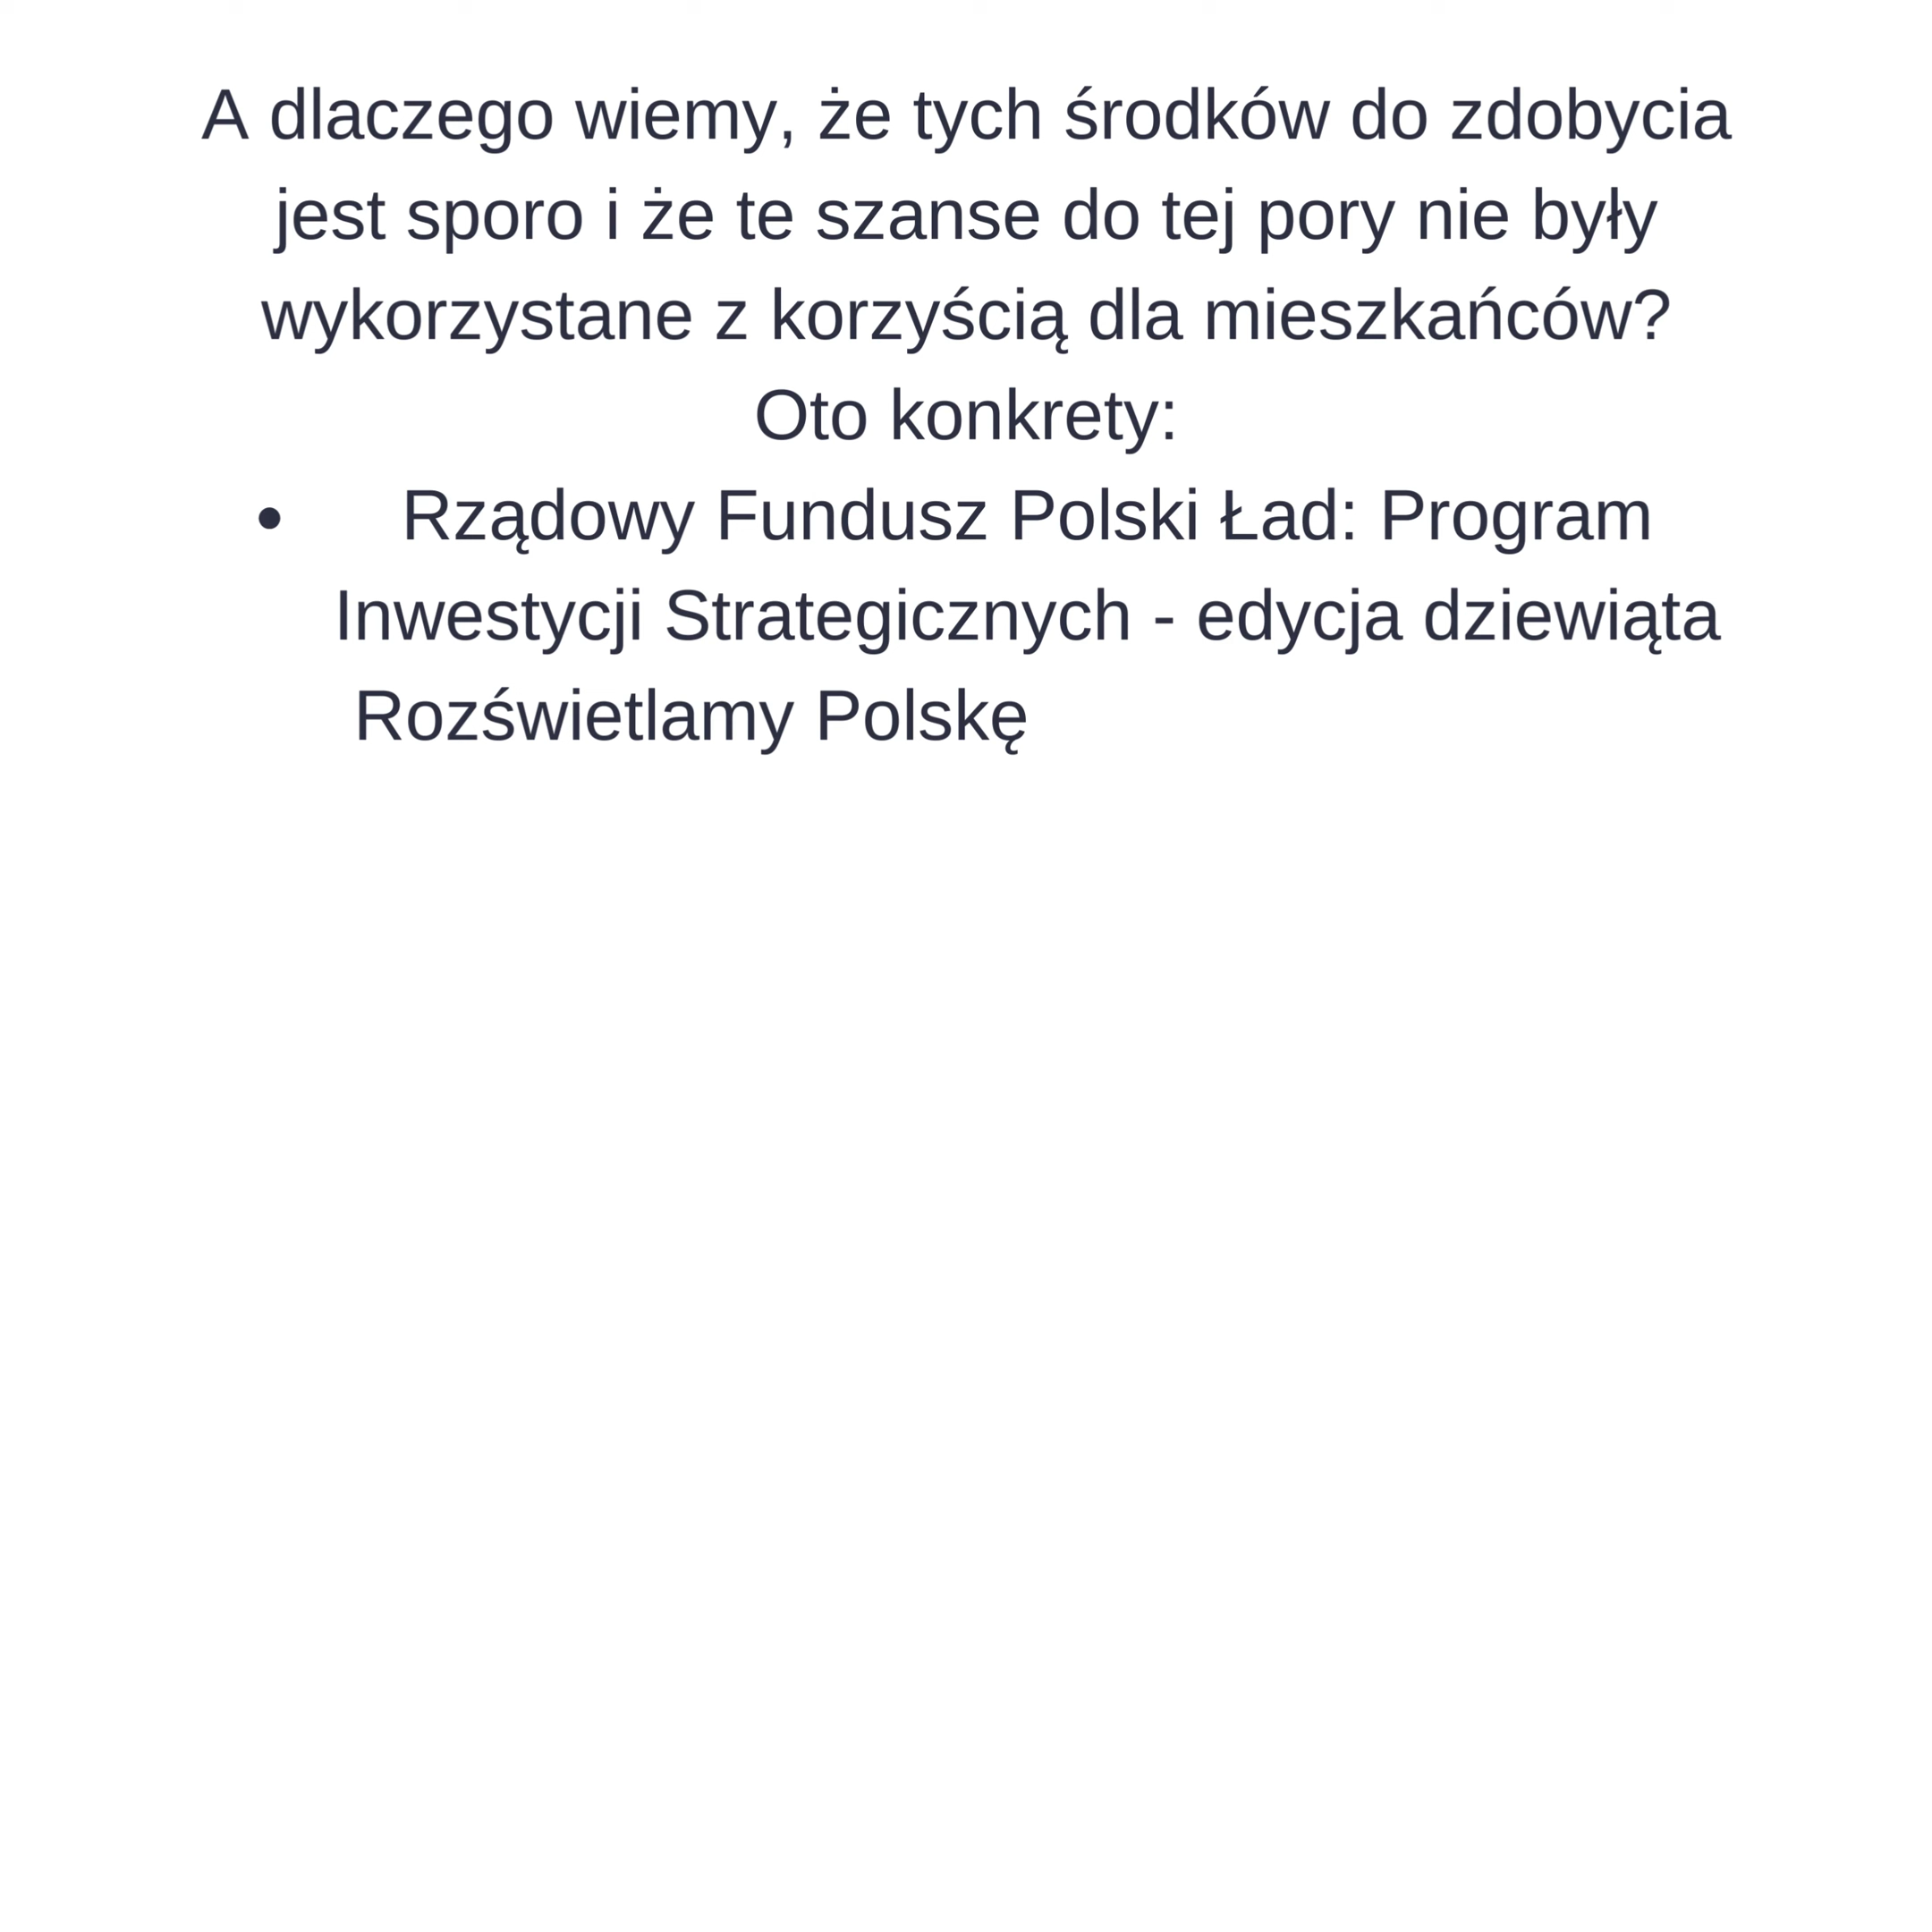 A dlaczego wiemy, że tych środków do zdobycia
jest sporo i że te szanse do tej pory nie były
wykorzystane z korzyścią dla mieszkańców?
Oto konkrety:
• Rządowy Fundusz Polski Ład: Program
Inwestycji Strategicznych - edycja dziewiąta
Rozświetlamy Polskę